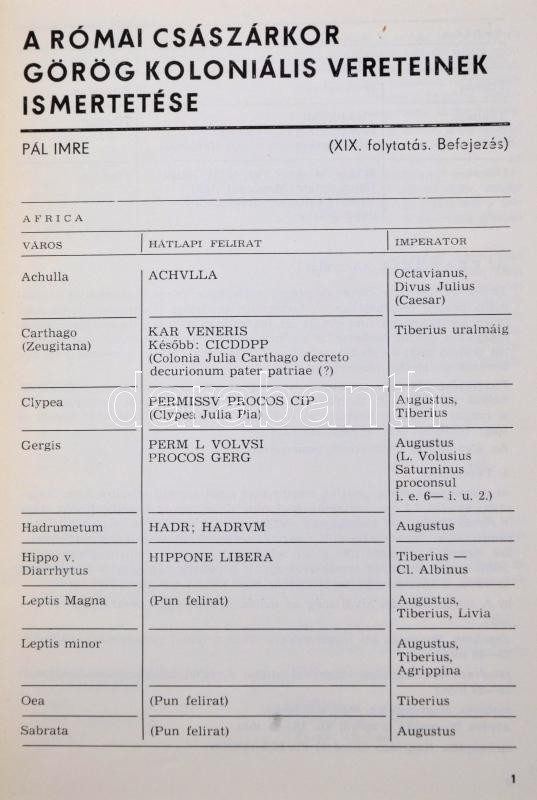 A RÓMAI CSÁSZÁRKOR
GÖRÖG KOLONIÁLIS VERETEINEK
ISMERTETÉSE
PÁL IMRE (XIX. folytatás. Befejezés)
AFRICA
VÁROS HÁTLAPI FELIRAT IMPERATOR
Achulla ACHVLLA Octavianus,
Divus Julius
(Caesar)
Carthago KAR VENERIS Tiberius uralmáig
(Zeugitana) Később: CICDDPP
(Colonia Julia Carthago decreto
decurionum pater patriae (?)
Clypea PERMISSV PROCOS CIP Augustus,
(Clypea Julia Pia) Tiberius
Gergis PERM L VOLVSI Augustus
PROCOS GERG (L. Volusius
Saturninus
proconsul
i. e. 6— i. u. 2.)
Hadrumetum HADR; HADRVM Augustus
Hippo v. HIPPONE LIBERA Tiberius —
Diarrhytus Cl. Albinus
Leptis Magna (Pun felirat) Augustus,
Tiberius, Livia
Leptis minor Augustus,
Tiberius,
Agrippina
Oea (Pun felirat) Tiberius
Sabrata (Pun felirat) Augustus
1
darabanth